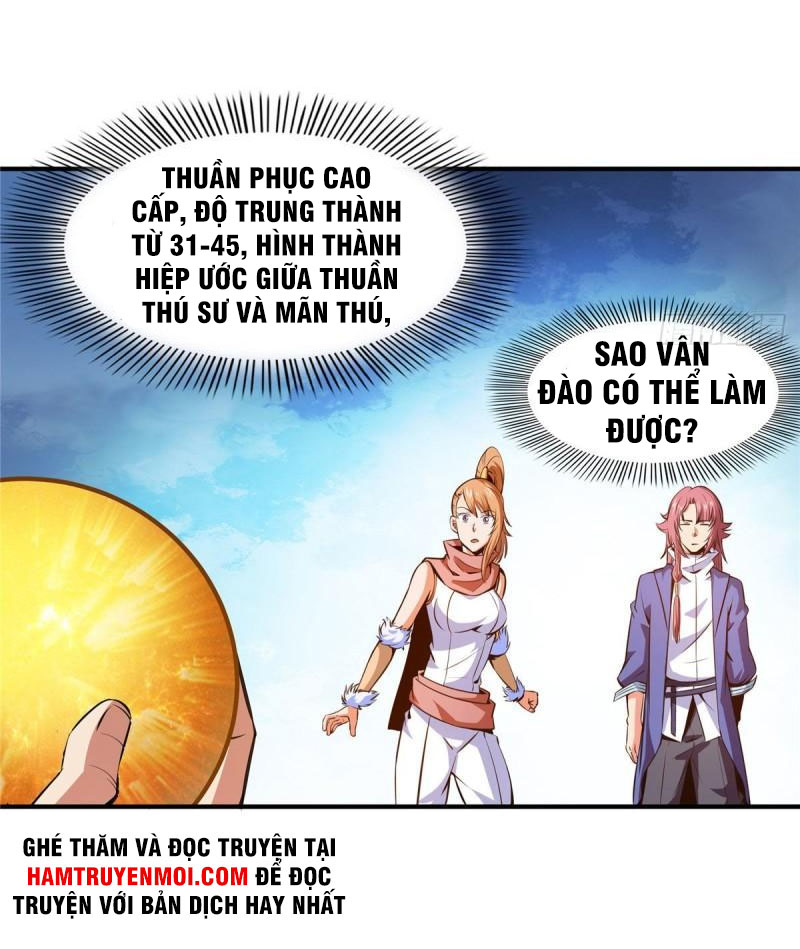 THUẦN PHỤC CAO
CẤP, ĐỘ TRUNG THÀNH
TỪ 31-45, HÌNH THÀNH
HIỆP ƯỚC GIỮA THUẦN
THÚ SƯ VÀ MÃN THÚ,
SAO VÂN
ĐÀO CÓ THỂ LÀM
ĐƯỢC?
GHÉ THĂM VÀ ĐỌC TRUYỆN TẠI
HAMTRUYENMOI.COM ĐỂ ĐỌC
TRUYỆN VỚI BẢN DỊCH HAY NHẤT